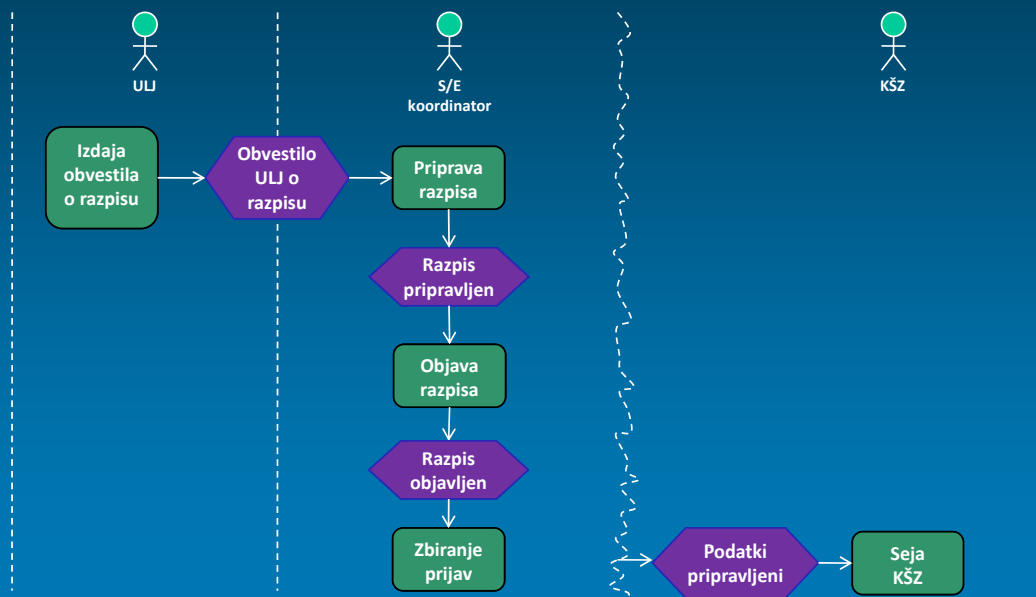 ULJ
S/E
koordinator
KŠZ
Izdaja
obvestila
o razpisu
Obvestilo
ULJ o
razpisu
Priprava
razpisa
Razpis
pripravljen
Objava
razpisa
Razpis
objavljen
Zbiranje
prijav
Podatki
pripravljeni
Seja
KŠZ